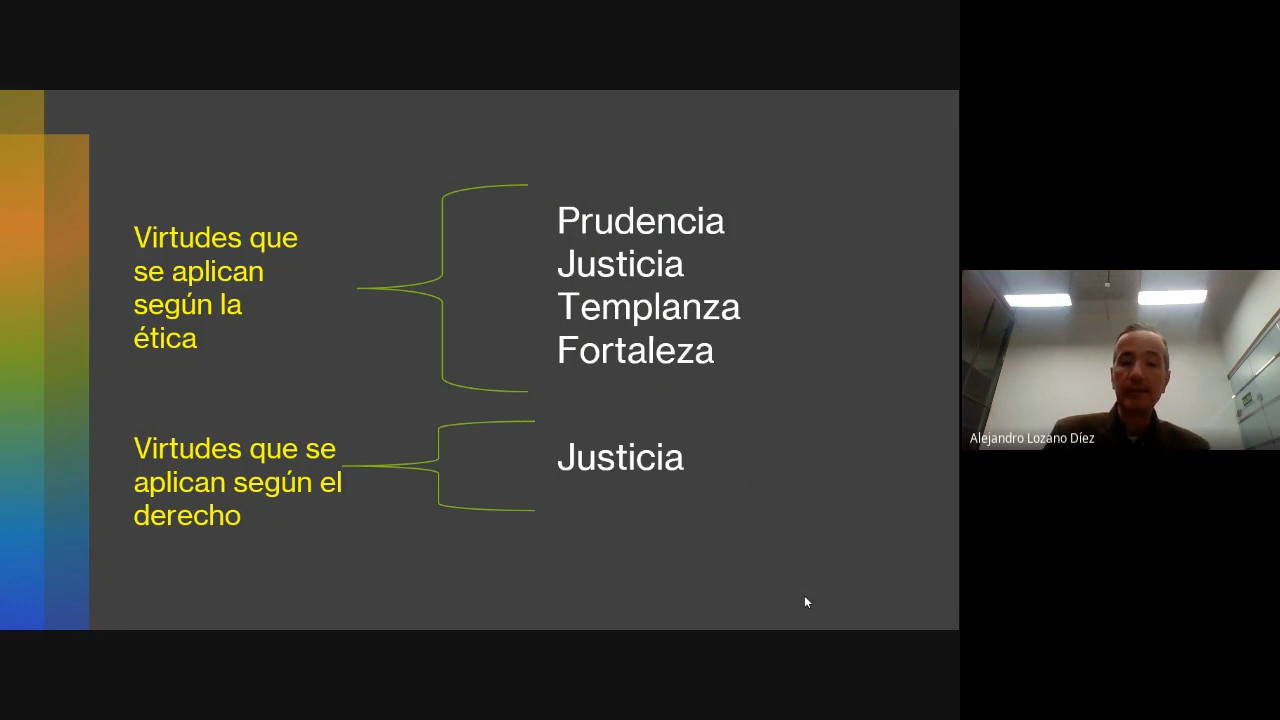 Virtudes que
se aplican
según la
ética
Prudencia
Justicia
Templanza
Fortaleza
Virtudes que se
aplican según el
derecho
Justicia
Alejandro Lozano Díez